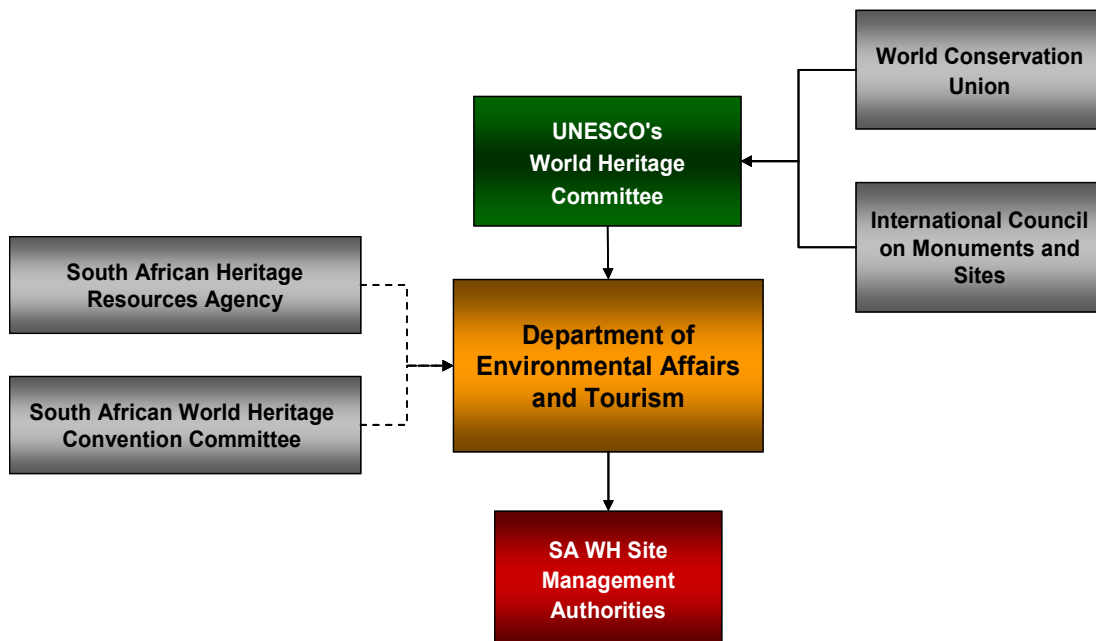 World Conservation
Union
UNESCO's
World Heritage
Committee
International Council
on Monuments and
Sites
South African Heritage
Resources Agency
Department of
Environmental Affairs
and Tourism
South African World Heritage
Convention Committee
SA WH Site
Management
Authorities